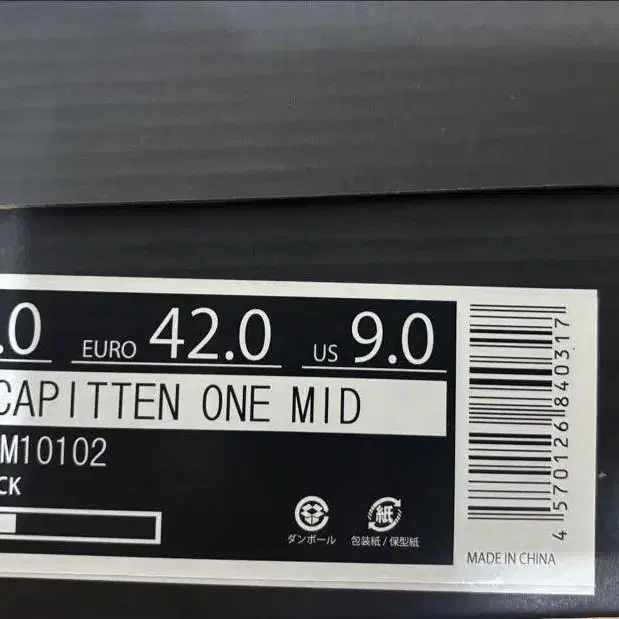 .0 EURO 42.0 US 9.0
CAPITTEN ONE MID
M10102
CK
ダンボール 包装紙 / 保型紙
紙
4 570126 840317
MADE IN CHINA